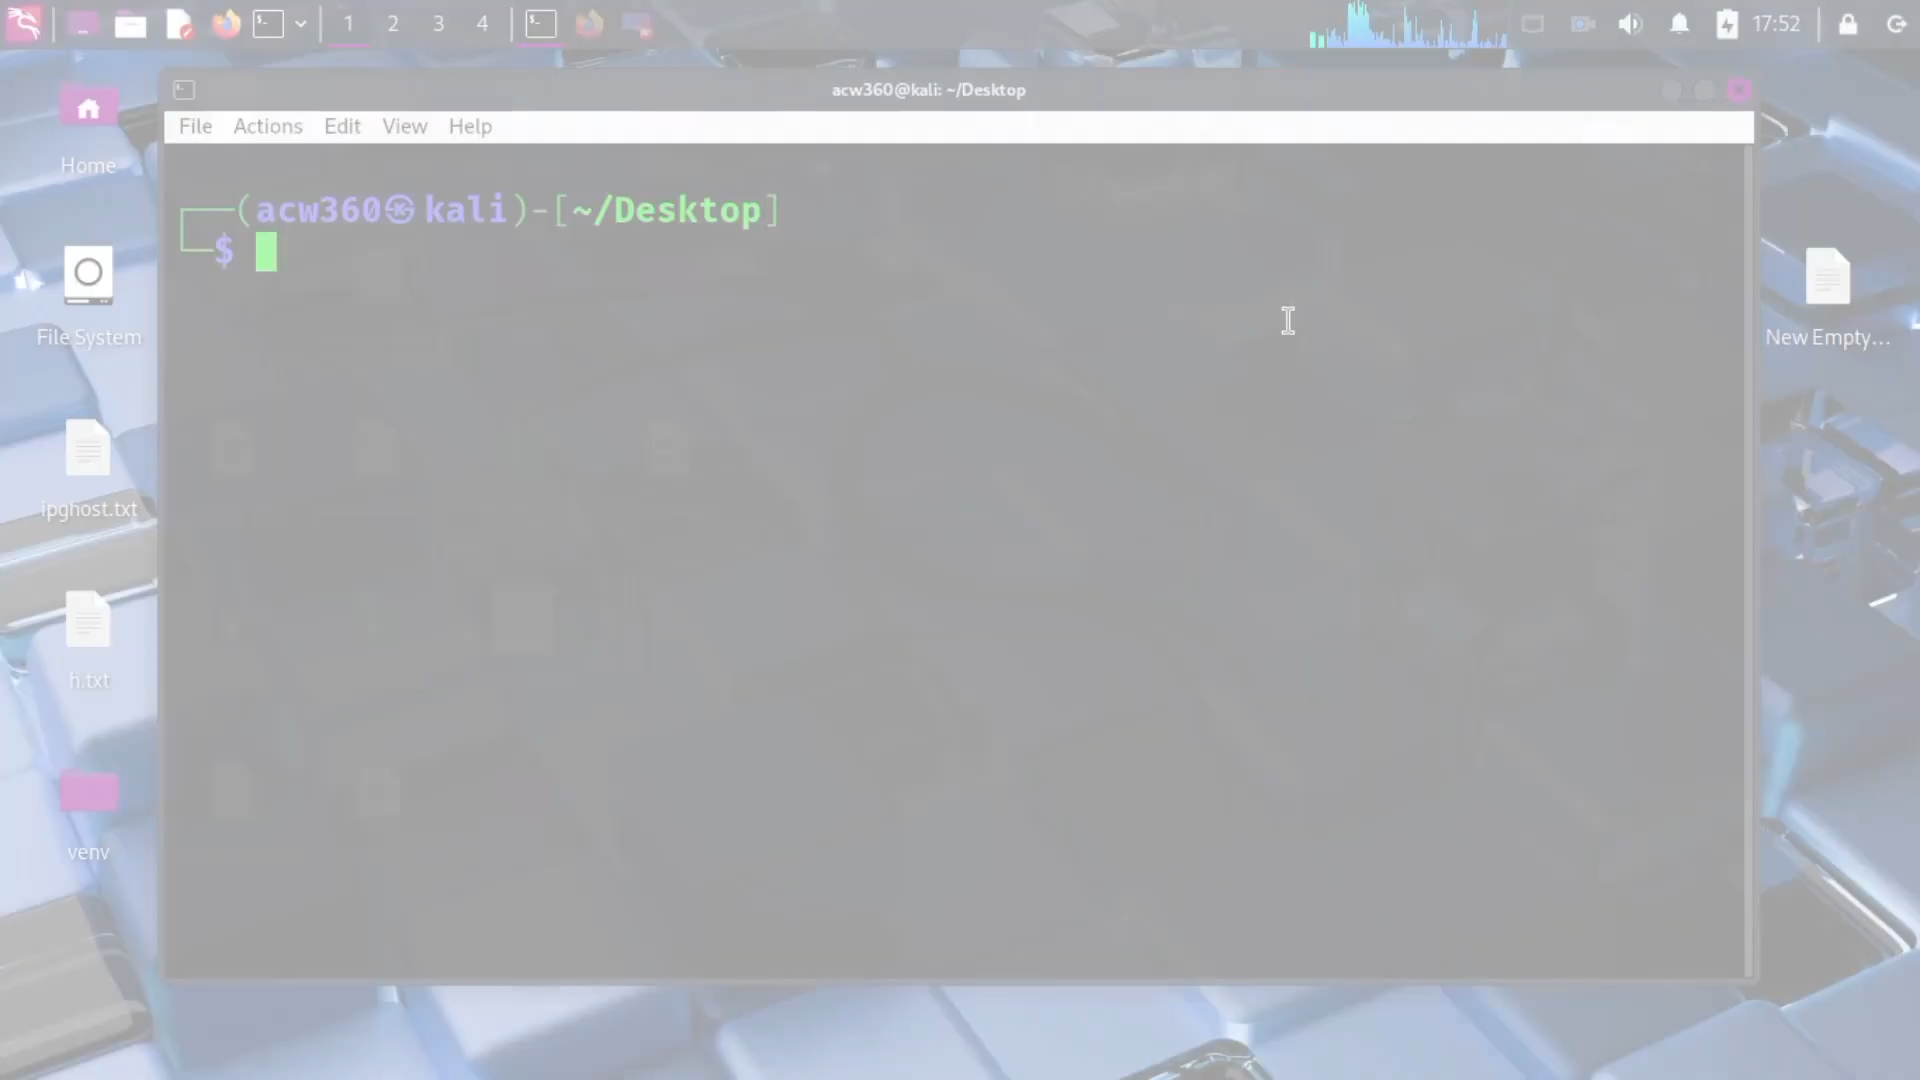 1 2 3 4 17:52
acw360@kali: ~/Desktop
File Actions Edit View Help
┌──(acw360㉿kali)-[~/Desktop]
└─$
Home
File System
New Empty...
ipghost.txt
h.txt
venv